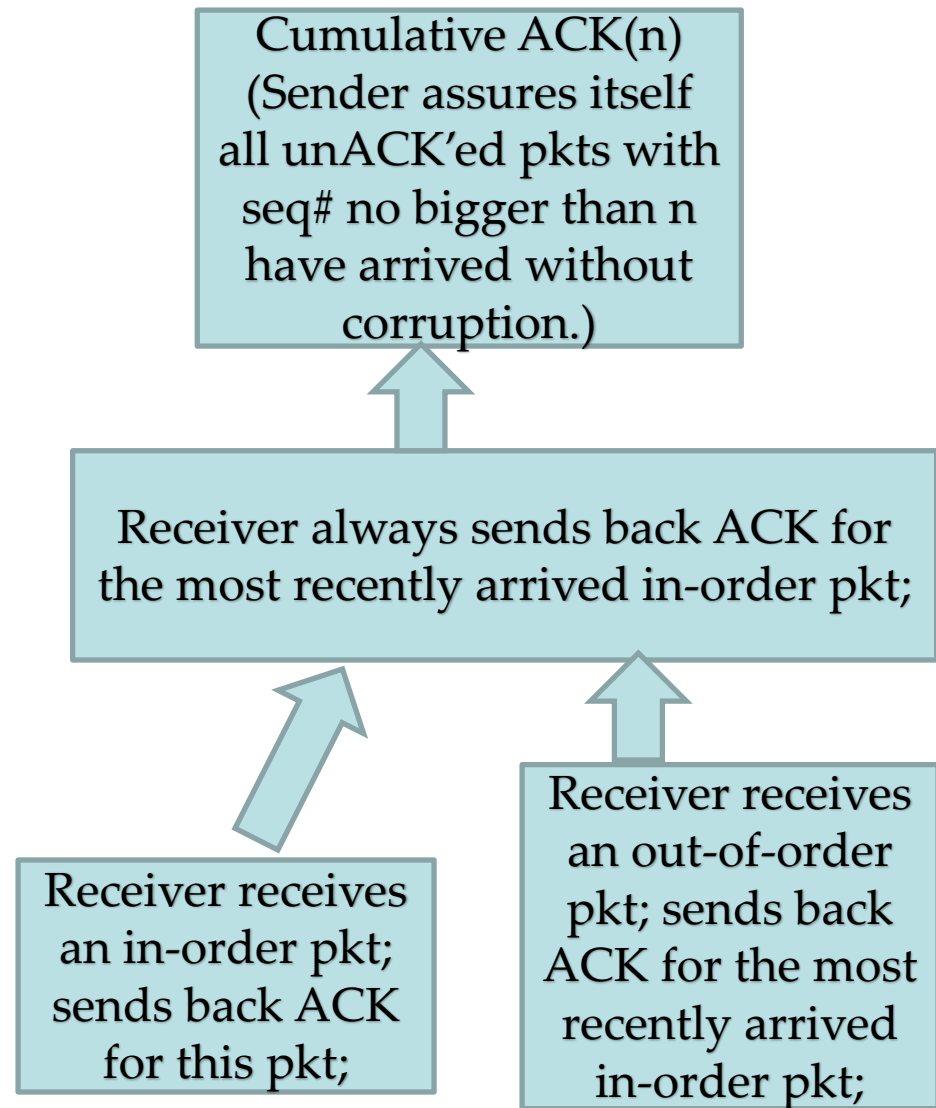 Cumulative ACK(n)
(Sender assures itself
all unACK’ed pkts with
seq# no bigger than n
have arrived without
corruption.)
Receiver always sends back ACK for
the most recently arrived in-order pkt;
Receiver receives
an in-order pkt;
sends back ACK
for this pkt;
Receiver receives
an out-of-order
pkt; sends back
ACK for the most
recently arrived
in-order pkt;